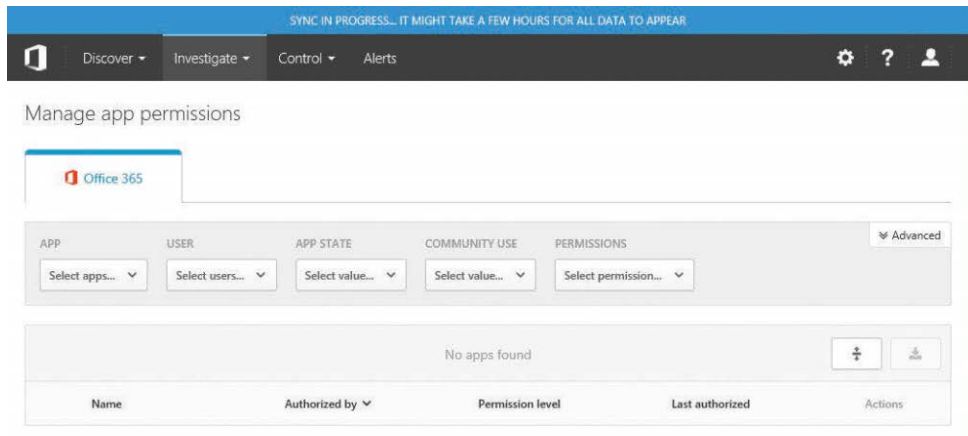 SYNC IN PROGRESS... IT MIGHT TAKE A FEW HOURS FOR ALL DATA TO APPEAR
Discover Investigate Control Alerts ?
Manage app permissions
Office 365
Advanced
APP USER APP STATE COMMUNITY USE PERMISSIONS
Select apps... Select users... Select value... Select value... Select permission...
No apps found
Name Authorized by Permission level Last authorized Actions